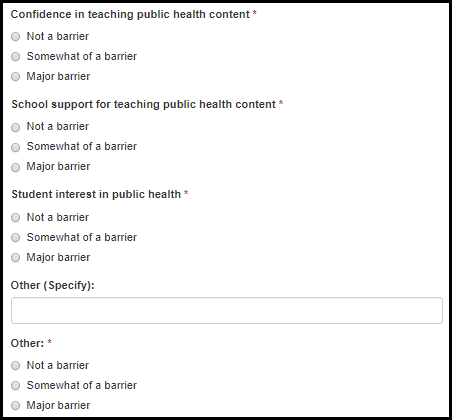 Confidence in teaching public health content *
Not a barrier
Somewhat of a barrier
Major barrier
School support for teaching public health content *
Not a barrier
Somewhat of a barrier
Major barrier
Student interest in public health *
Not a barrier
Somewhat of a barrier
Major barrier
Other (Specify):
Other: *
Not a barrier
Somewhat of a barrier
Major barrier